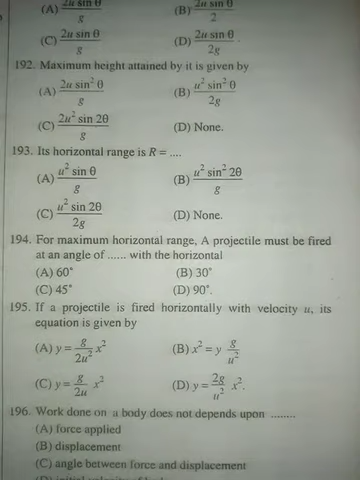 (A) 2u sin θ / g (B) 2u sin θ / 2
(C) 2u sin θ / g (D) 2u sin θ / 2g
192. Maximum height attained by it is given by
(A) 2u sin² θ / g (B) u² sin² θ / 2g
(C) 2u² sin 2θ / g (D) None.
193. Its horizontal range is R = ....
(A) u² sin θ / g (B) u² sin² 2θ / g
(C) u² sin 2θ / 2g (D) None.
194. For maximum horizontal range, A projectile must be fired
at an angle of ...... with the horizontal
(A) 60° (B) 30°
(C) 45° (D) 90°.
195. If a projectile is fired horizontally with velocity u, its
equation is given by
(A) y = g / 2u² x² (B) x² = y g / u²
(C) y = g / 2u x² (D) y = 2g / u² x².
196. Work done on a body does not depends upon ........
(A) force applied
(B) displacement
(C) angle between force and displacement